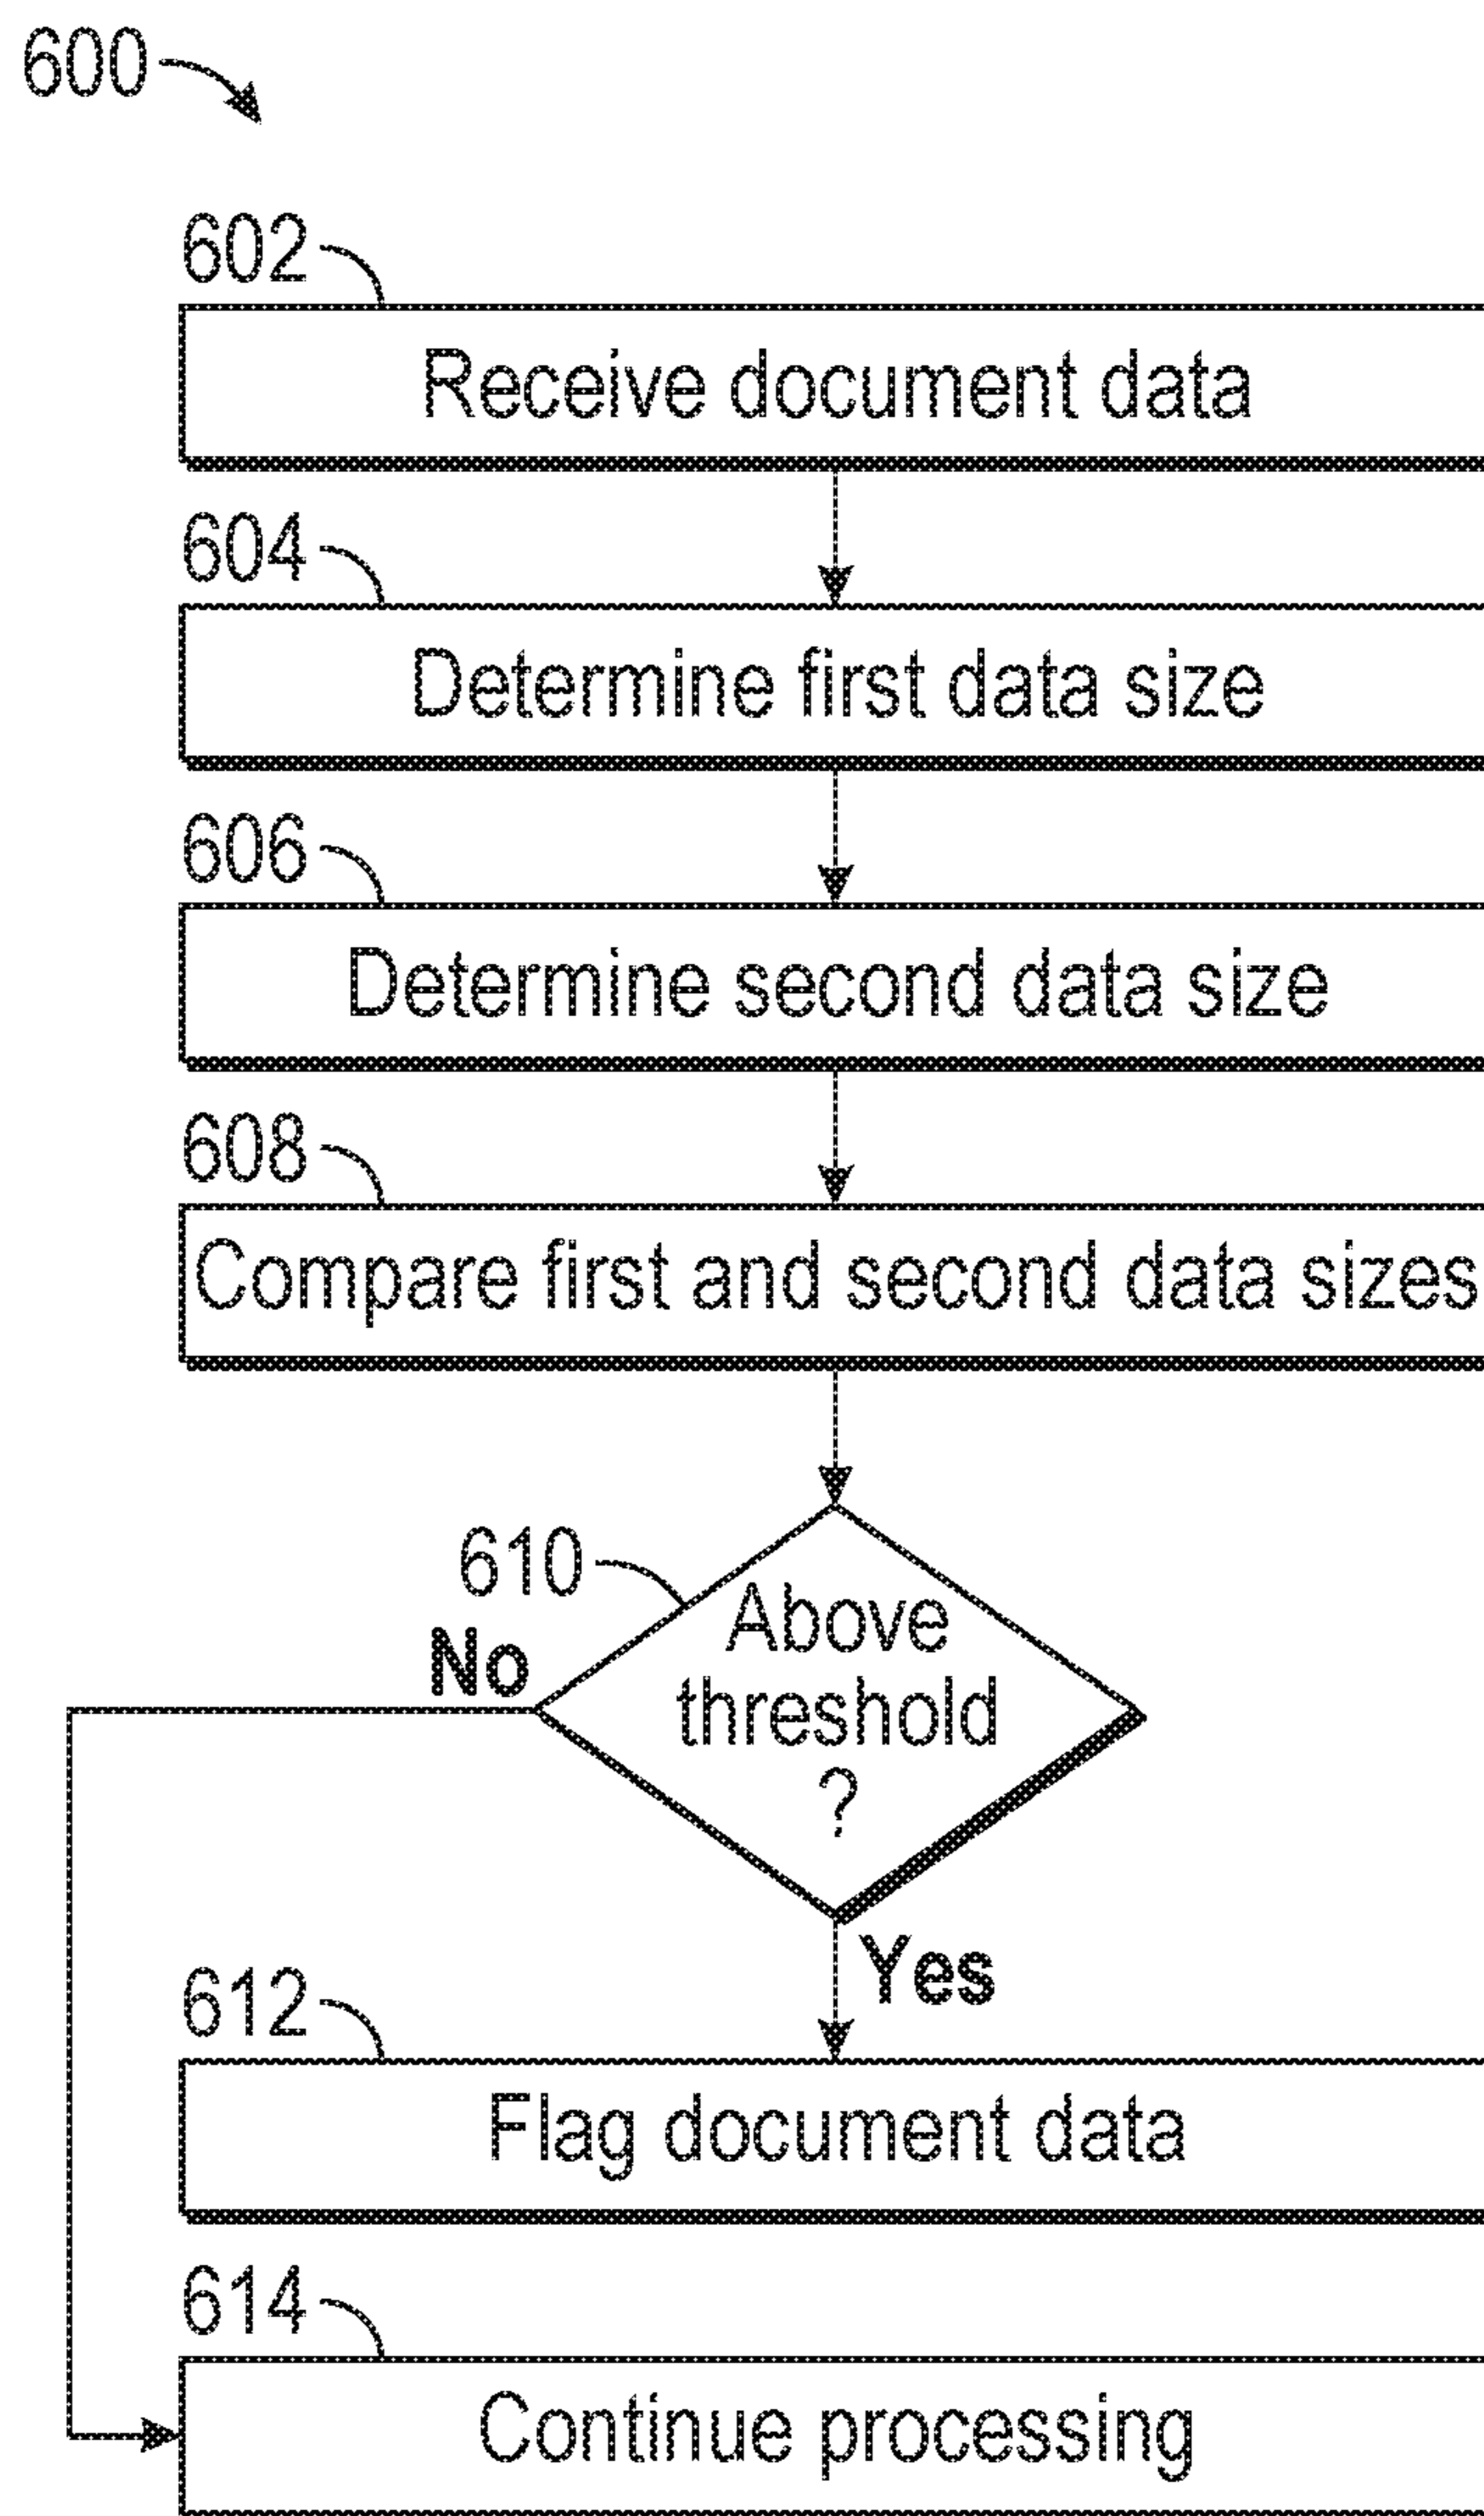 600
602
Receive document data
604
Determine first data size
606
Determine second data size
608
Compare first and second data sizes
610
Above
No
threshold
?
Yes
612
Flag document data
614
Continue processing